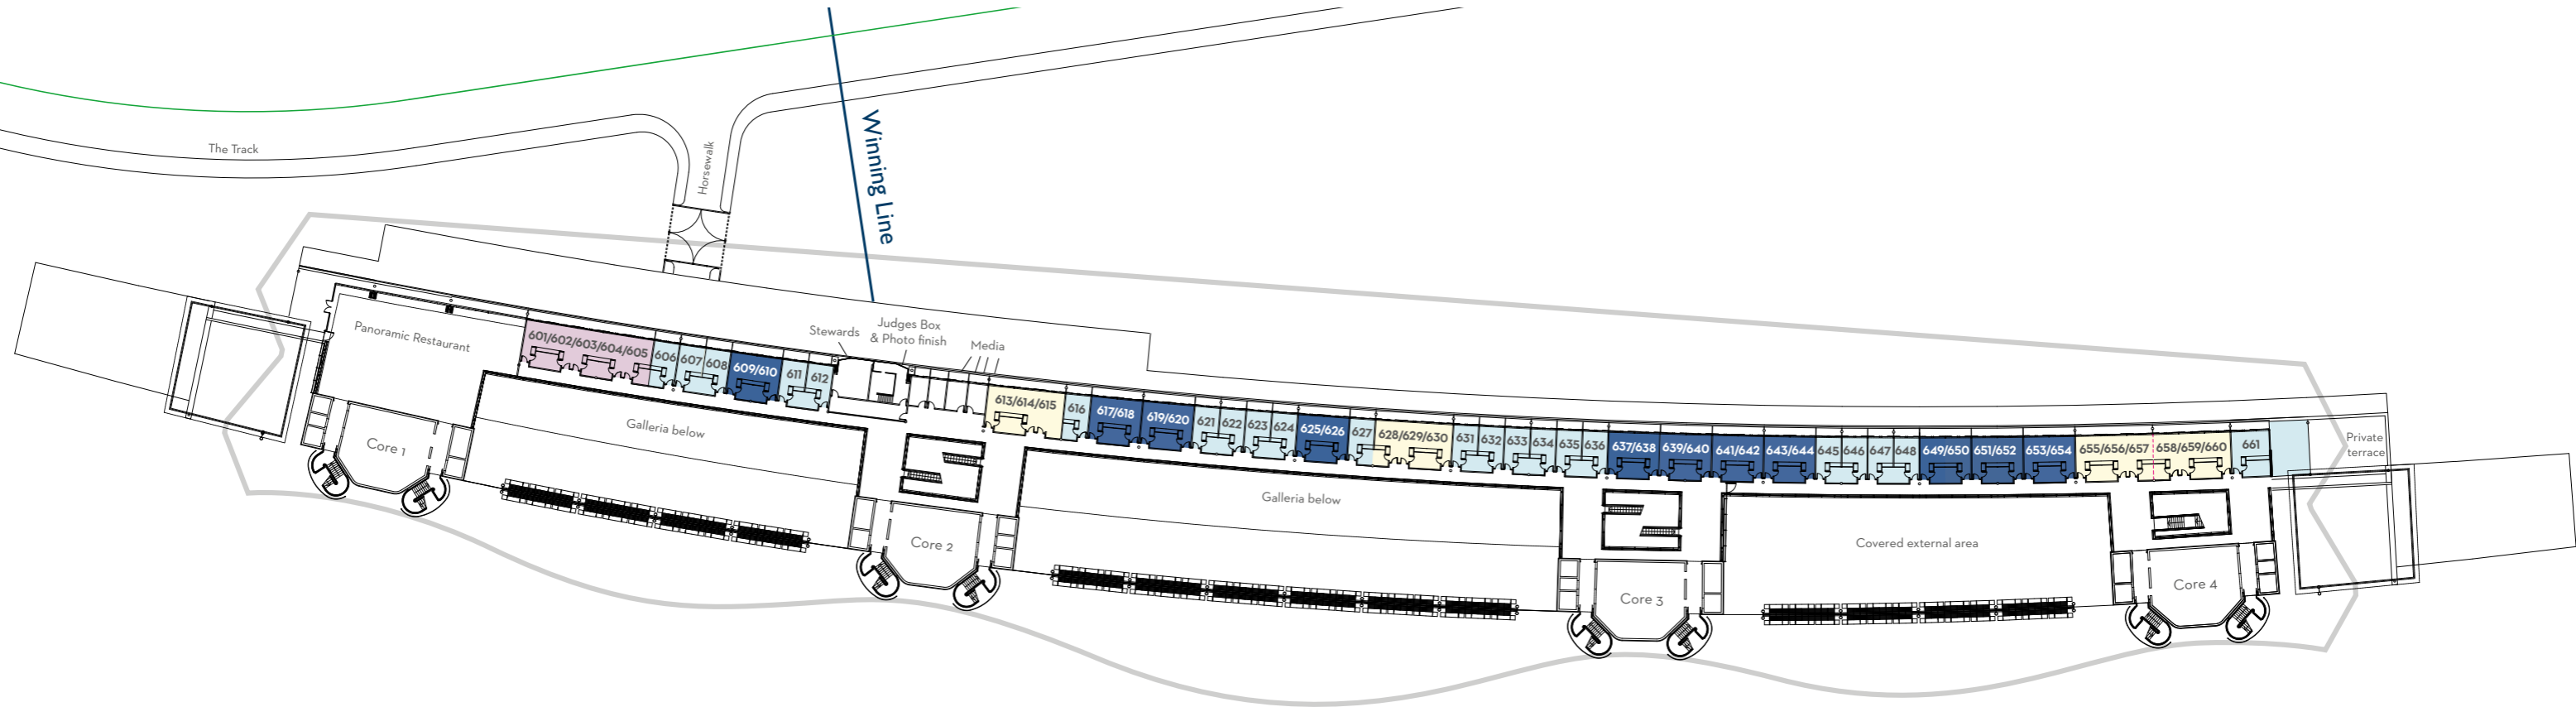 The Track
Horsewalk
Winning Line
Panoramic Restaurant
Stewards
Judges Box
& Photo finish
Media
601/602/603/604/605
606
607
608
609/610
611
612
613/614/615
616
617/618
619/620
621
622
623
624
625/626
627
628/629/630
631
632
633
634
635
636
637/638
639/640
641/642
643/644
645
646
647
648
649/650
651/652
653/654
655/656/657
658/659/660
661
Private
terrace
Galleria below
Galleria below
Covered external area
Core 1
Core 2
Core 3
Core 4